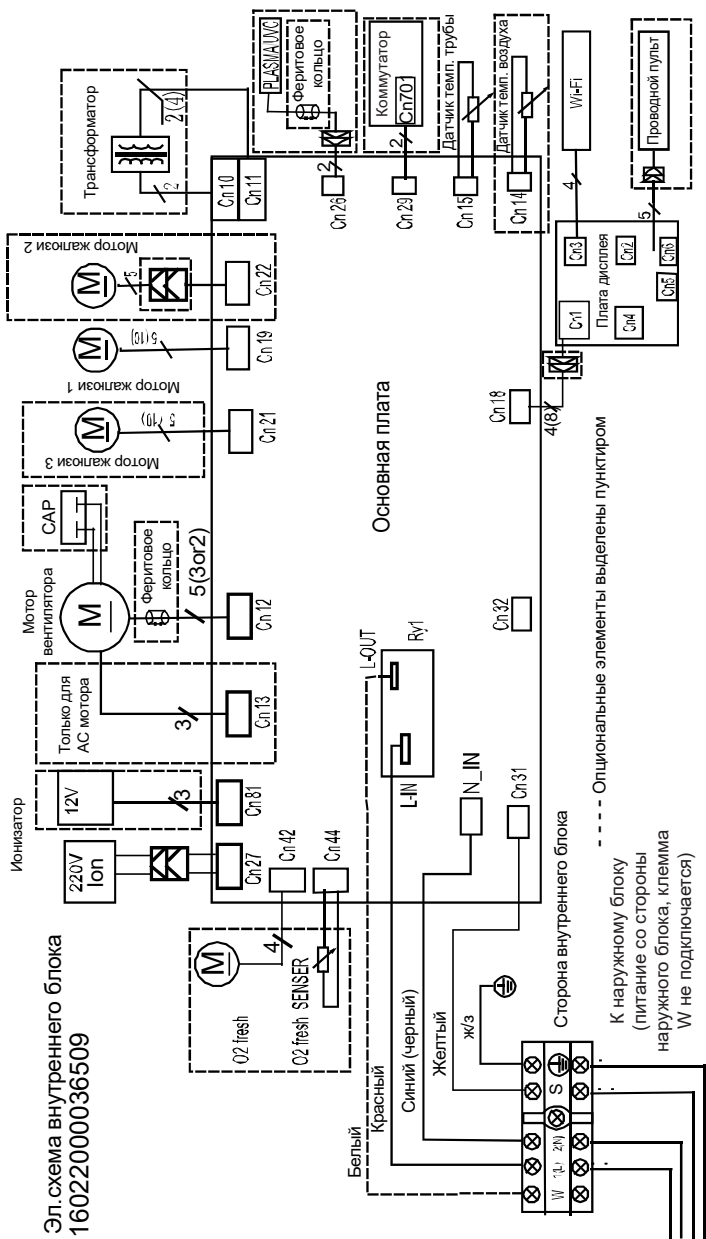 Эл.схема внутреннего блока
16022000036509
Ионизатор
220V
Ion
12V
3
Cn27
Cn81
Только для
AC мотора
3
Cn13
Мотор
вентилятора
M
CAP
Феритовое
кольцо
5(3or2)
Cn12
Мотор жалюзи 3
M
5 (10)
Cn21
Мотор жалюзи 1
M
5 (10)
Cn19
Мотор жалюзи 2
M
5
Cn22
Трансформатор
2(4)
2
Cn10
Cn11
PLASMA/UVC
Феритовое
кольцо
2
Cn26
Коммутатор
Cn701
2
Cn29
Датчик темп. трубы
Cn15
Датчик темп. воздуха
Cn14
Wi-Fi
4
Проводной пульт
5
Cn3
Cn2
Cn6
Cn5
Плата дисплея
Cn1
Cn4
4(8)
Cn18
Основная плата
Cn32
L-OUT
Ry1
L-IN
N_IN
Cn31
Cn42
Cn44
M
4
O2 fresh
O2 fresh SENSER
Белый
Красный
Синий (черный)
Желтый
ж/з
Сторона внутреннего блока
W
1(L)
2(N)
S
- - - - Опциональные элементы выделены пунктиром
К наружному блоку
(питание со стороны
наружного блока, клемма
W не подключается)